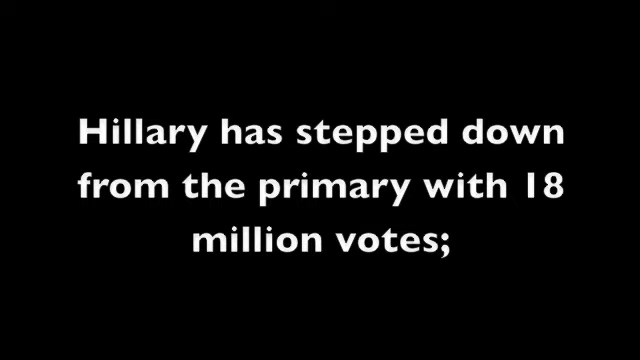 Hillary has stepped down
from the primary with 18
million votes;